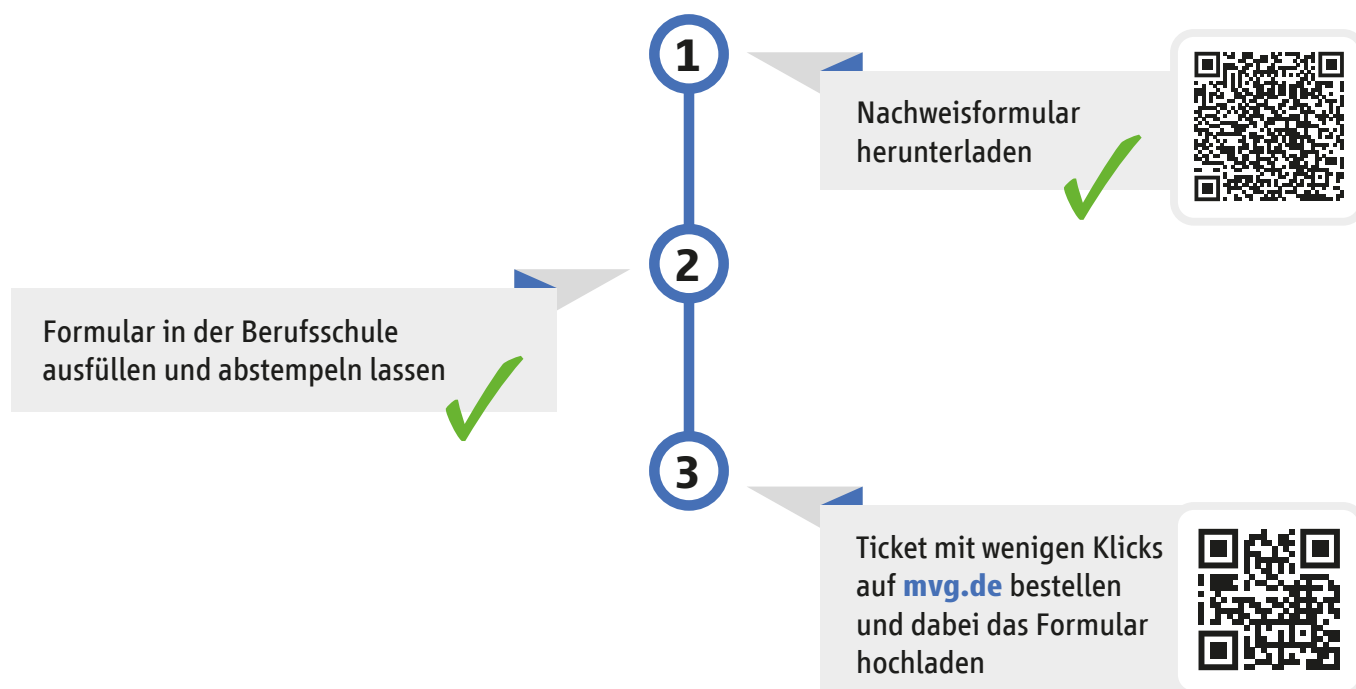 1
Nachweisformular
herunterladen
2
Formular in der Berufsschule
ausfüllen und abstempeln lassen
3
Ticket mit wenigen Klicks
auf mvg.de bestellen
und dabei das Formular
hochladen